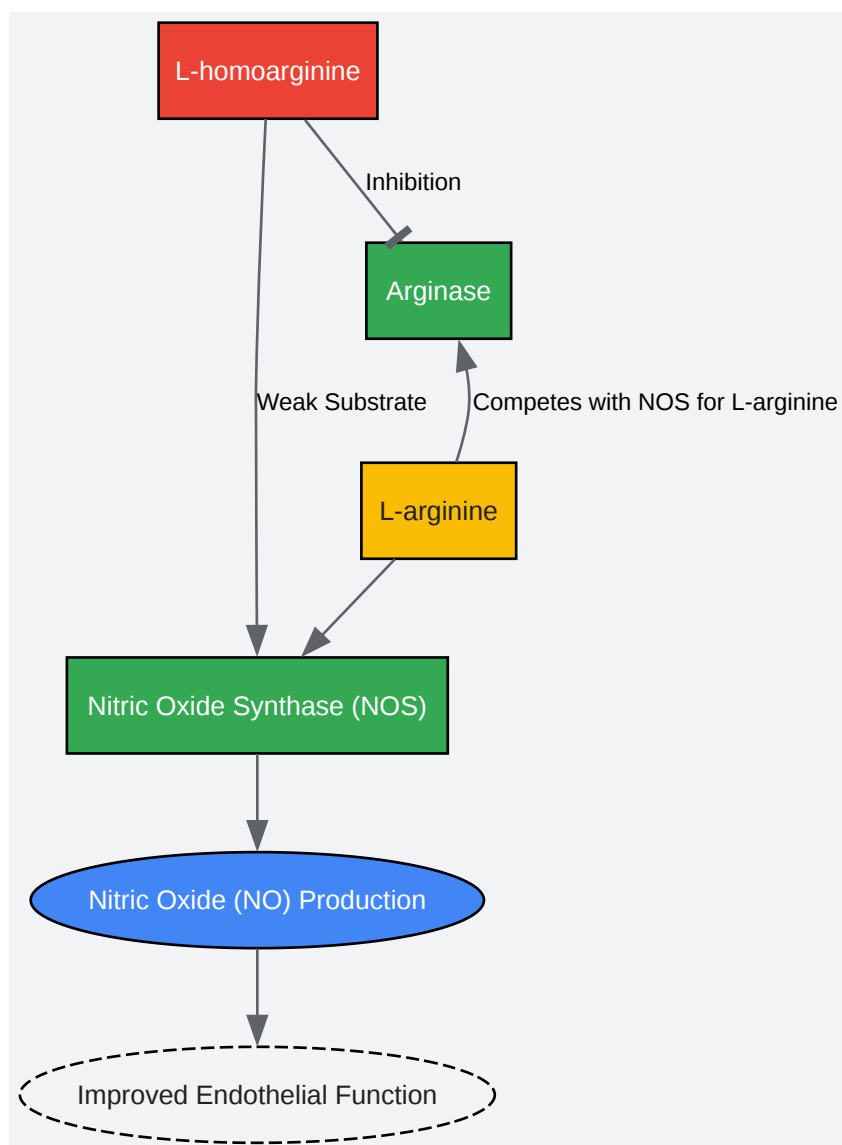 L-homoarginine
Inhibition
Arginase
Weak Substrate
Competes with NOS for L-arginine
L-arginine
Nitric Oxide Synthase (NOS)
Nitric Oxide (NO) Production
Improved Endothelial Function